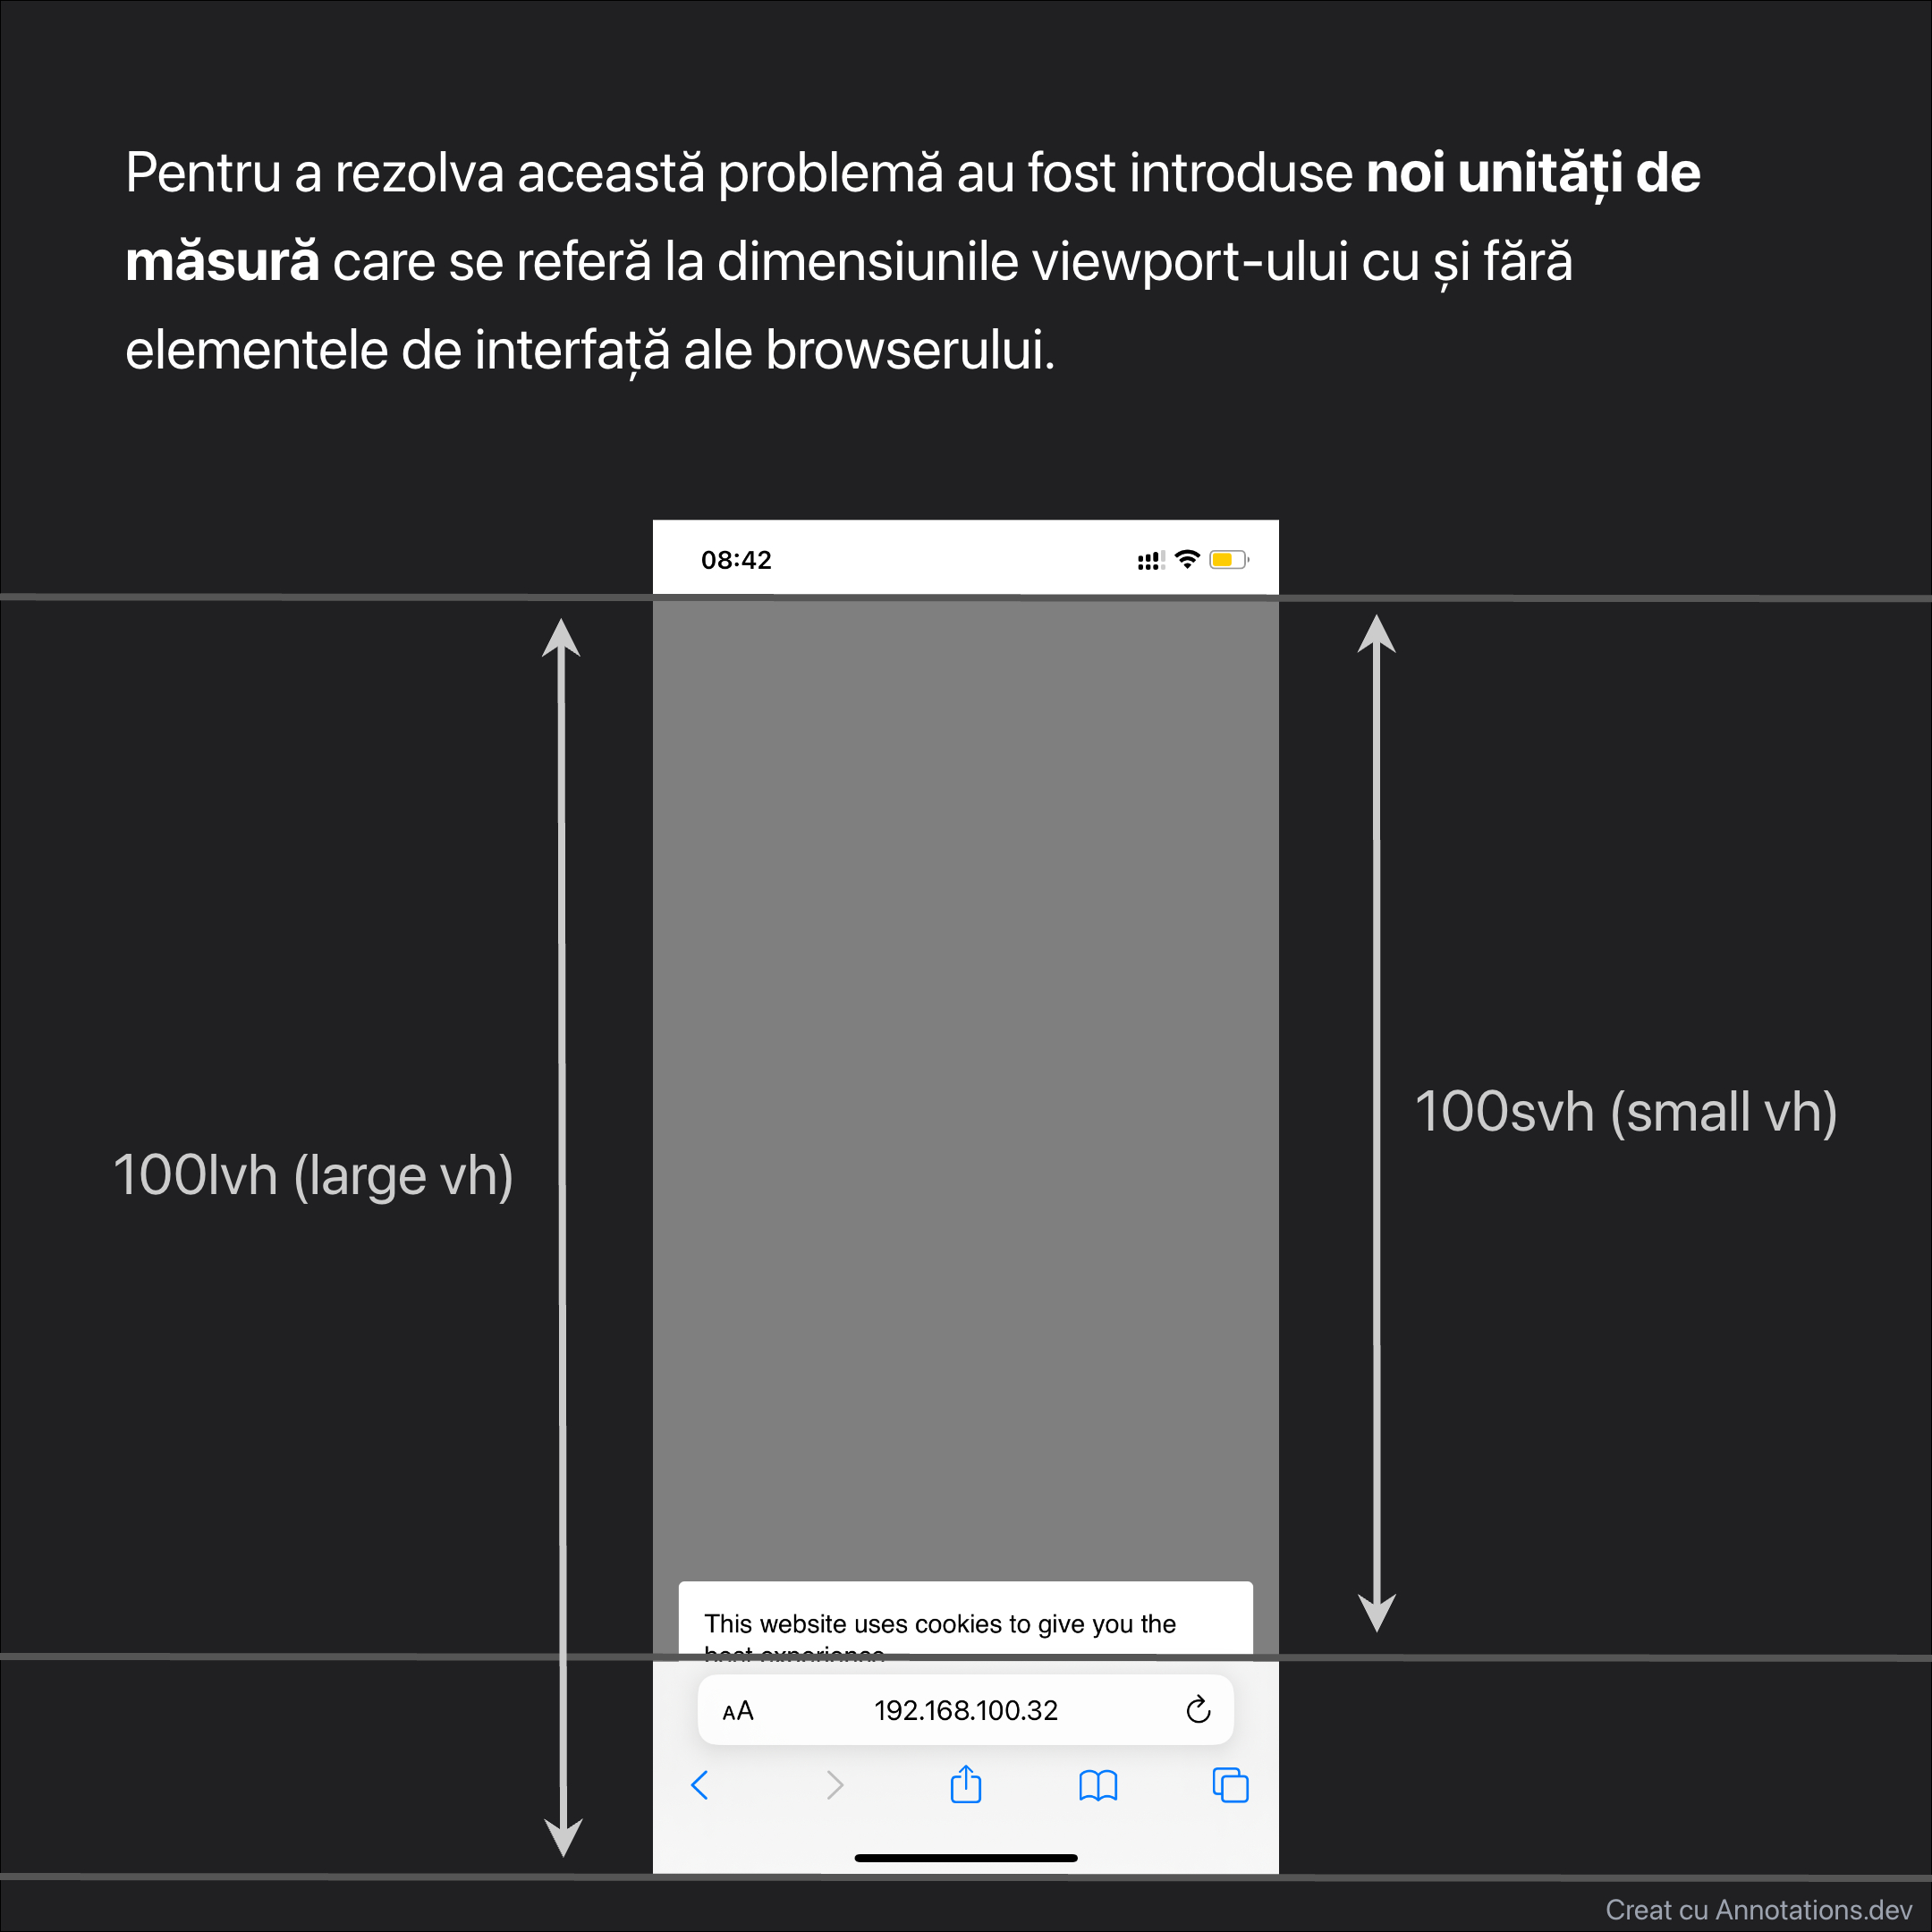 Pentru a rezolva această problemă au fost introduse noi unități de
măsură care se referă la dimensiunile viewport-ului cu și fără
elementele de interfață ale browserului.
08:42
100lvh (large vh)
100svh (small vh)
This website uses cookies to give you the
best experience
AA 192.168.100.32
Creat cu Annotations.dev